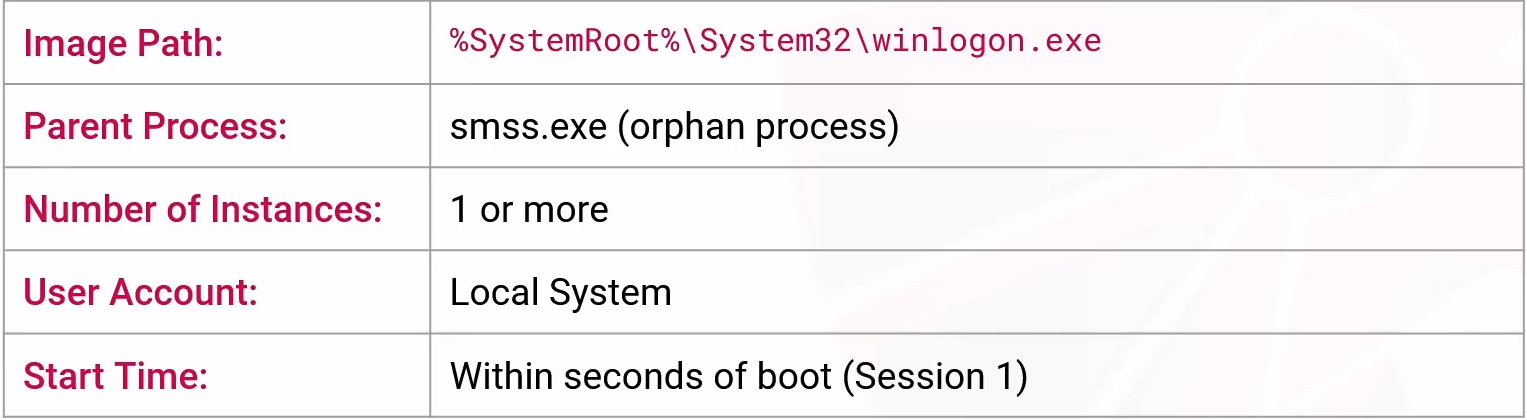 Image Path: %SystemRoot%\System32\winlogon.exe
Parent Process: smss.exe (orphan process)
Number of Instances: 1 or more
User Account: Local System
Start Time: Within seconds of boot (Session 1)